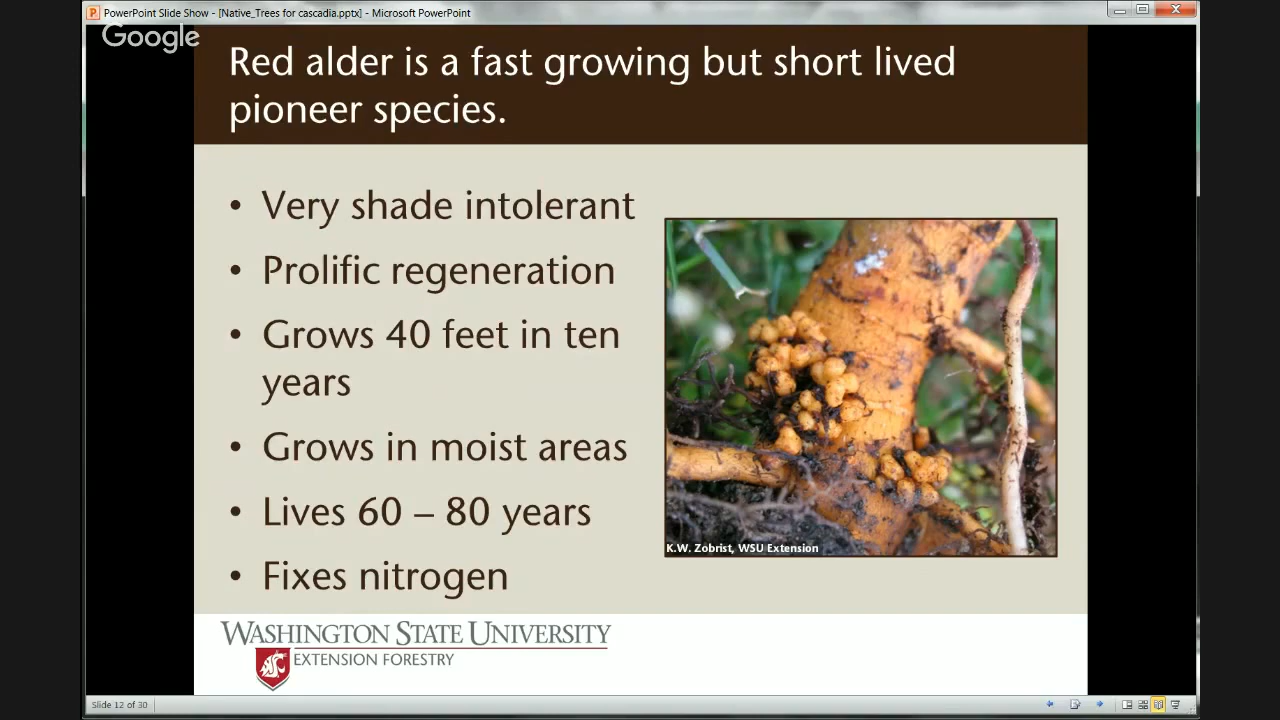 PowerPoint Slide Show - [Native_Trees for cascadia.pptx] - Microsoft PowerPoint
Google
Red alder is a fast growing but short lived
pioneer species.
• Very shade intolerant
• Prolific regeneration
• Grows 40 feet in ten
years
• Grows in moist areas
• Lives 60 – 80 years
• Fixes nitrogen
K.W. Zobrist, WSU Extension
WASHINGTON STATE UNIVERSITY
EXTENSION FORESTRY
Slide 12 of 30